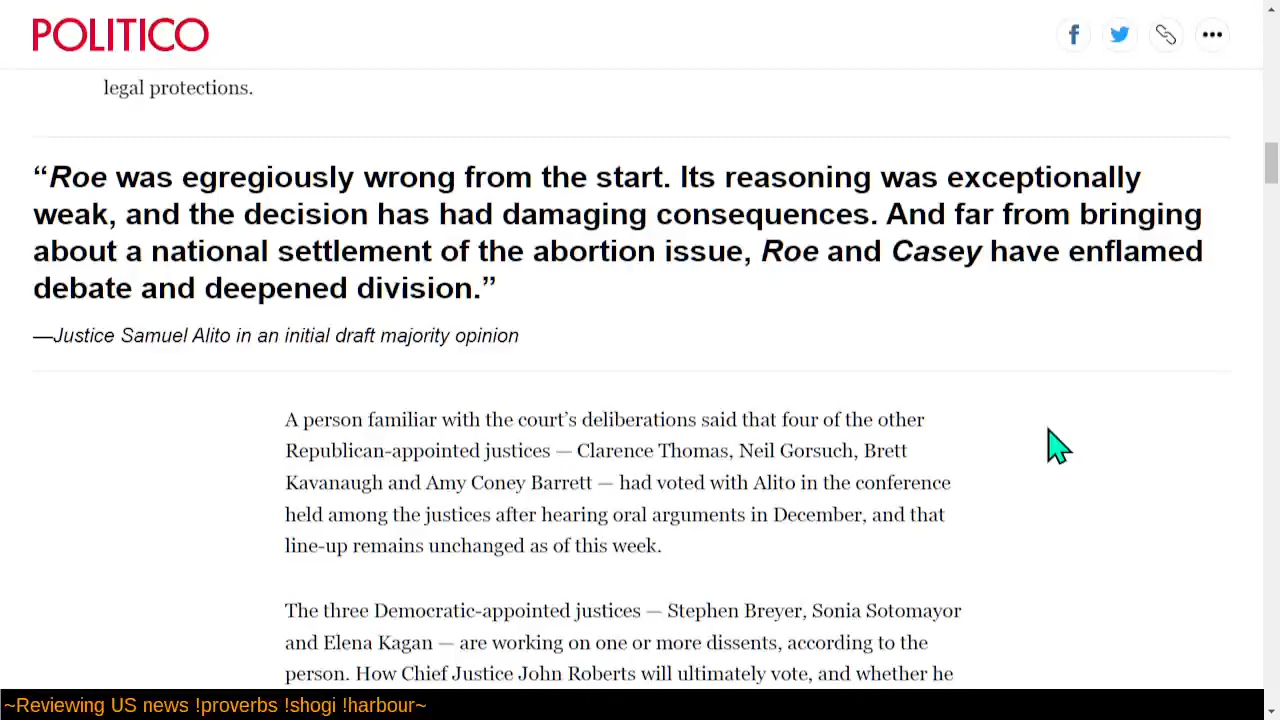 POLITICO
legal protections.
“Roe was egregiously wrong from the start. Its reasoning was exceptionally
weak, and the decision has had damaging consequences. And far from bringing
about a national settlement of the abortion issue, Roe and Casey have enflamed
debate and deepened division.”
—Justice Samuel Alito in an initial draft majority opinion
A person familiar with the court’s deliberations said that four of the other
Republican-appointed justices — Clarence Thomas, Neil Gorsuch, Brett
Kavanaugh and Amy Coney Barrett — had voted with Alito in the conference
held among the justices after hearing oral arguments in December, and that
line-up remains unchanged as of this week.
The three Democratic-appointed justices — Stephen Breyer, Sonia Sotomayor
and Elena Kagan — are working on one or more dissents, according to the
person. How Chief Justice John Roberts will ultimately vote, and whether he
~Reviewing US news !proverbs !shogi !harbour~